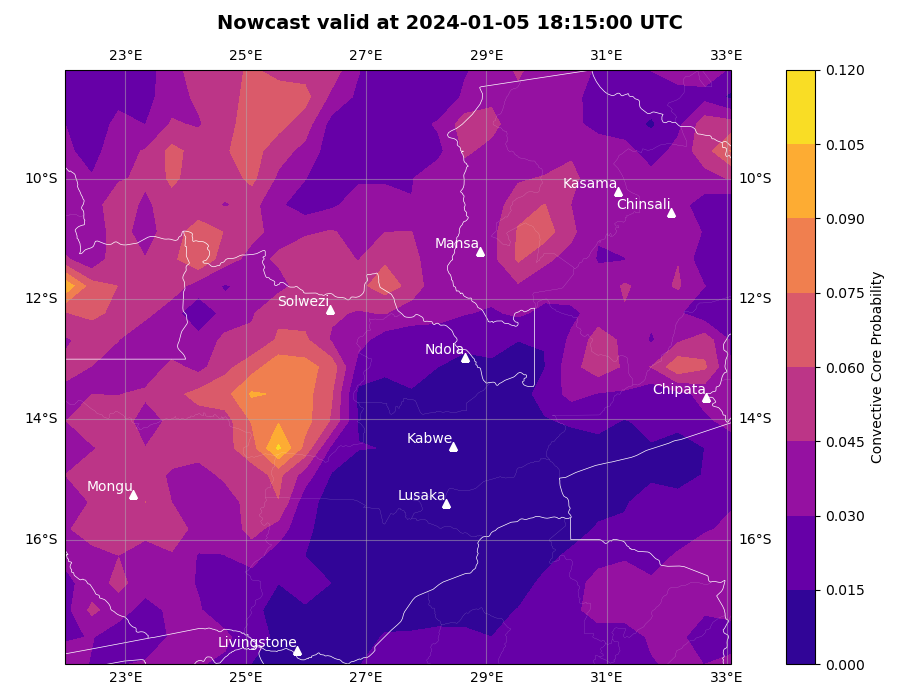 Nowcast valid at 2024-01-05 18:15:00 UTC
23°E 25°E 27°E 29°E 31°E 33°E
0.120
0.105
10°S 10°S
Kasama
Chinsali
0.090
Mansa
0.075
12°S 12°S
Solwezi
Ndola
0.060
Chipata
14°S 14°S
Kabwe
0.045
Mongu
Lusaka
0.030
16°S 16°S
0.015
Livingstone
0.000
23°E 25°E 27°E 29°E 31°E 33°E
Convective Core Probability